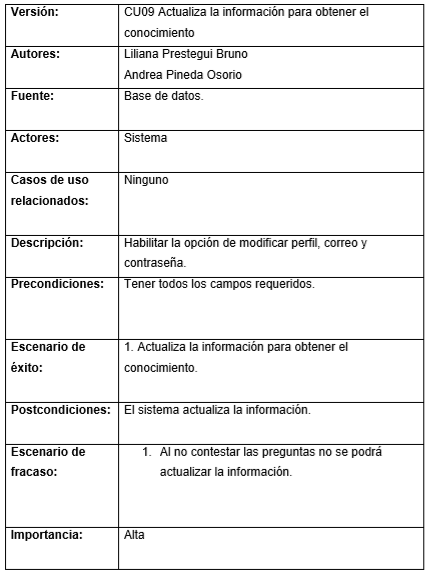 Versión: CU09 Actualiza la información para obtener el
conocimiento
Autores: Liliana Prestegui Bruno
Andrea Pineda Osorio
Fuente: Base de datos.
Actores: Sistema
Casos de uso Ninguno
relacionados:
Descripción: Habilitar la opción de modificar perfil, correo y
contraseña.
Precondiciones: Tener todos los campos requeridos.
Escenario de 1. Actualiza la información para obtener el
éxito: conocimiento.
Postcondiciones: El sistema actualiza la información.
Escenario de 1. Al no contestar las preguntas no se podrá
fracaso: actualizar la información.
Importancia: Alta